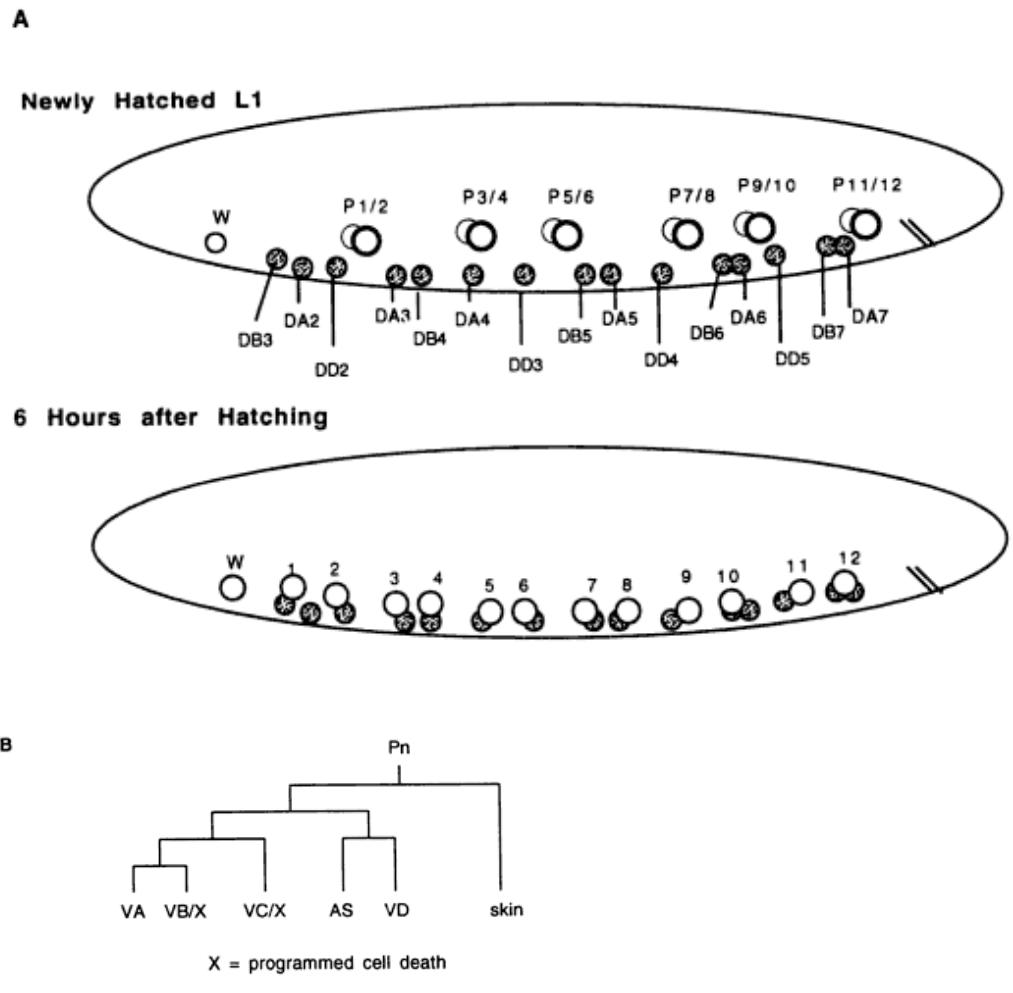 A
Newly Hatched L1
W P1/2 P3/4 P5/6 P7/8 P9/10 P11/12
DB3 DA2 DD2 DA3 DB4 DA4 DD3 DB5 DA5 DD4 DB6 DA6 DD5 DB7 DA7
6 Hours after Hatching
W 1 2 3 4 5 6 7 8 9 10 11 12
B
Pn
VA VB/X VC/X AS VD skin
X = programmed cell death